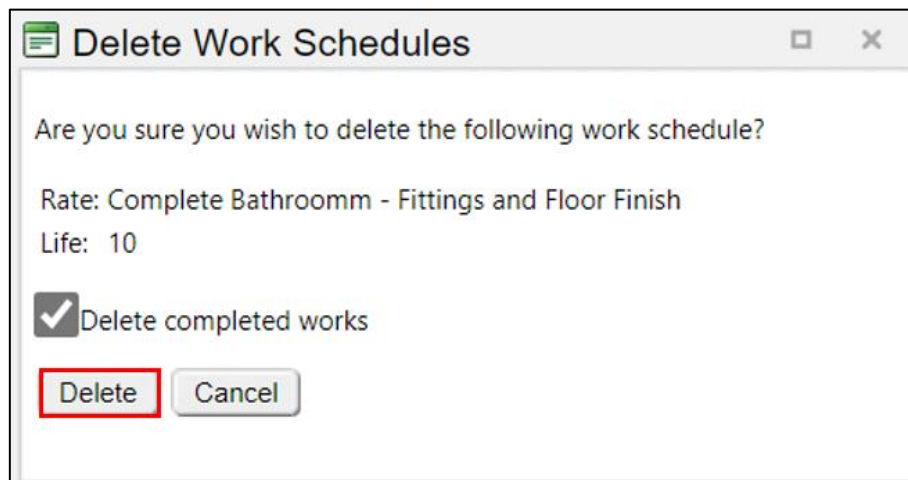 Delete Work Schedules
Are you sure you wish to delete the following work schedule?
Rate: Complete Bathroomm - Fittings and Floor Finish
Life: 10
Delete completed works
Delete Cancel